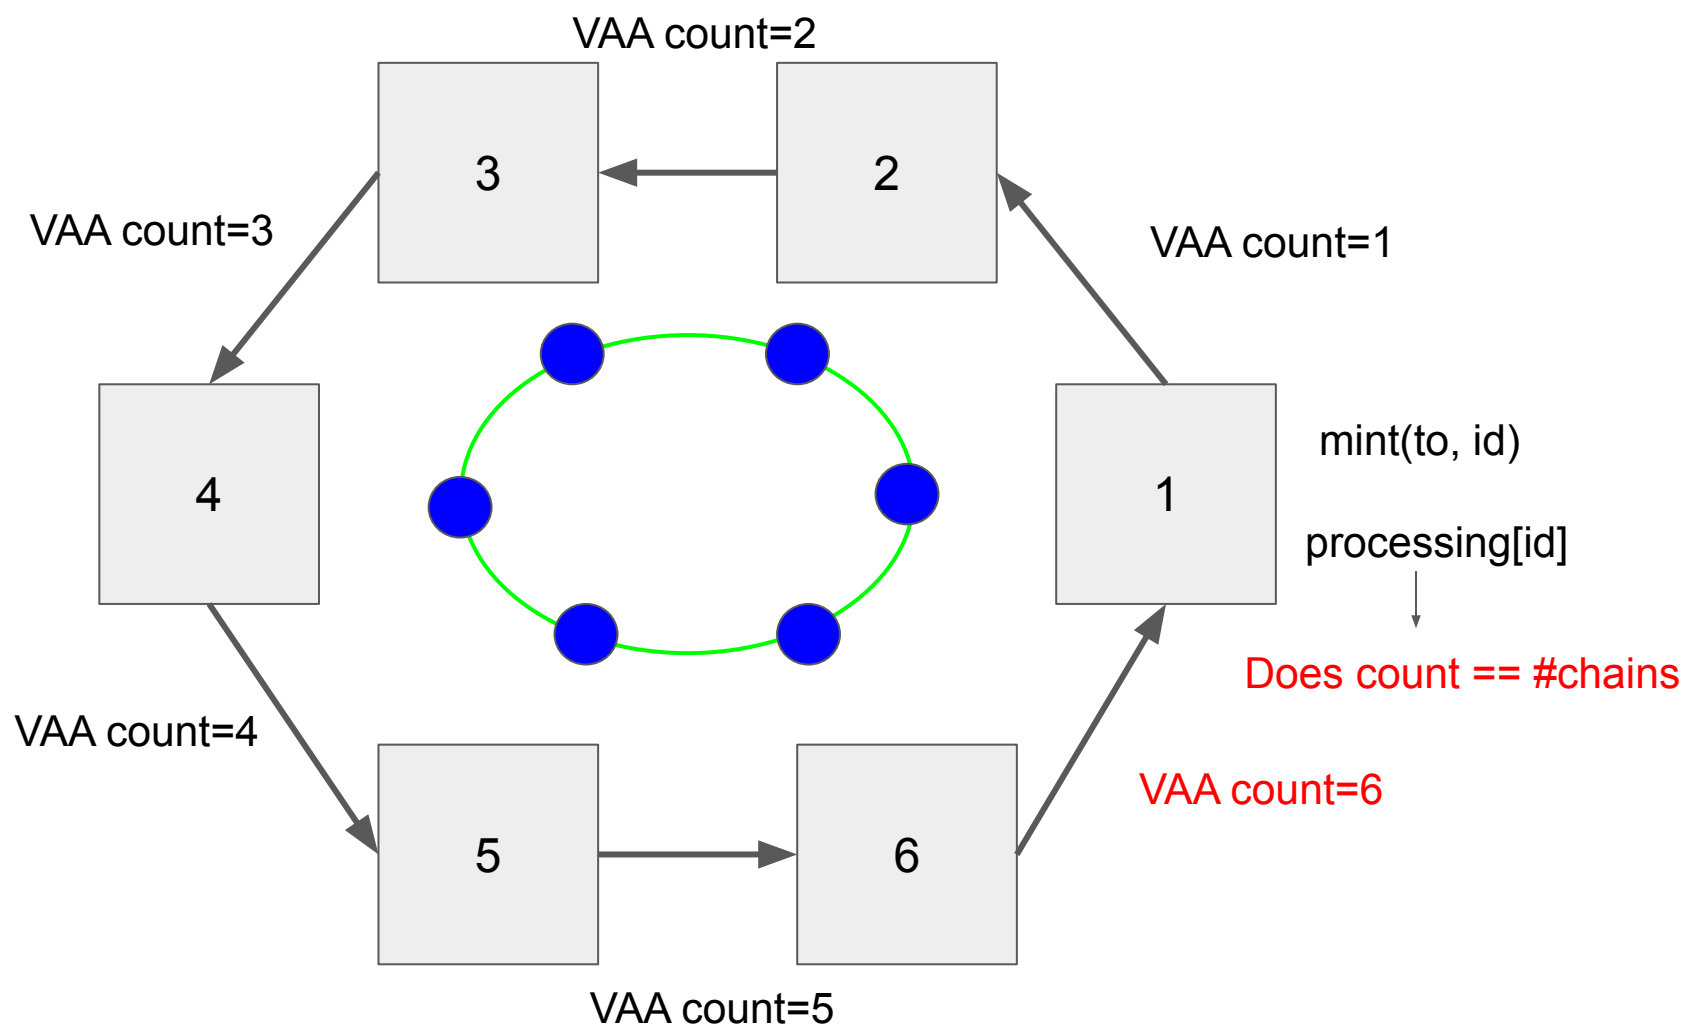 VAA count=2
3
2
VAA count=3
VAA count=1
4
1
mint(to, id)
processing[id]
Does count == #chains
VAA count=4
VAA count=6
5
6
VAA count=5